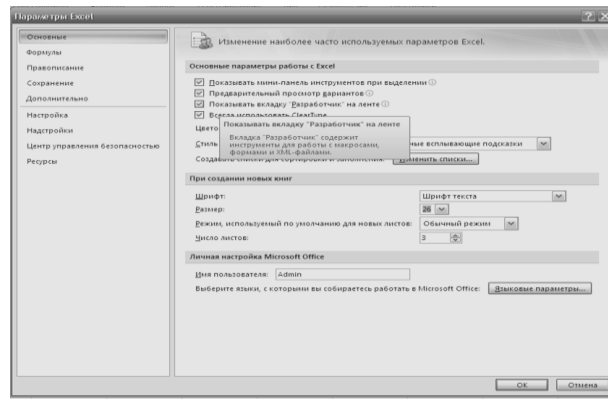 Параметры Excel
Основные
Формулы
Правописание
Сохранение
Дополнительно
Настройка
Надстройки
Центр управления безопасностью
Ресурсы
Изменение наиболее часто используемых параметров Excel.
Основные параметры работы с Excel
Показывать мини-панель инструментов при выделении
Предварительный просмотр вариантов
Показывать вкладку "Разработчик" на ленте
Всегда использовать ClearType
Цвето
Показывать вкладку "Разработчик" на ленте
Вкладка "Разработчик" содержит
инструменты для работы с макросами,
формами и XML-файлами.
Стиль
ные всплывающие подсказки
Создавать списки для сортировки и заполнения:
Изменить списки...
При создании новых книг
Шрифт: Шрифт текста
Размер: 26
Режим, используемый по умолчанию для новых листов: Обычный режим
Число листов: 3
Личная настройка Microsoft Office
Имя пользователя: Admin
Выберите языки, с которыми вы собираетесь работать в Microsoft Office: Языковые параметры...
ОК Отмена